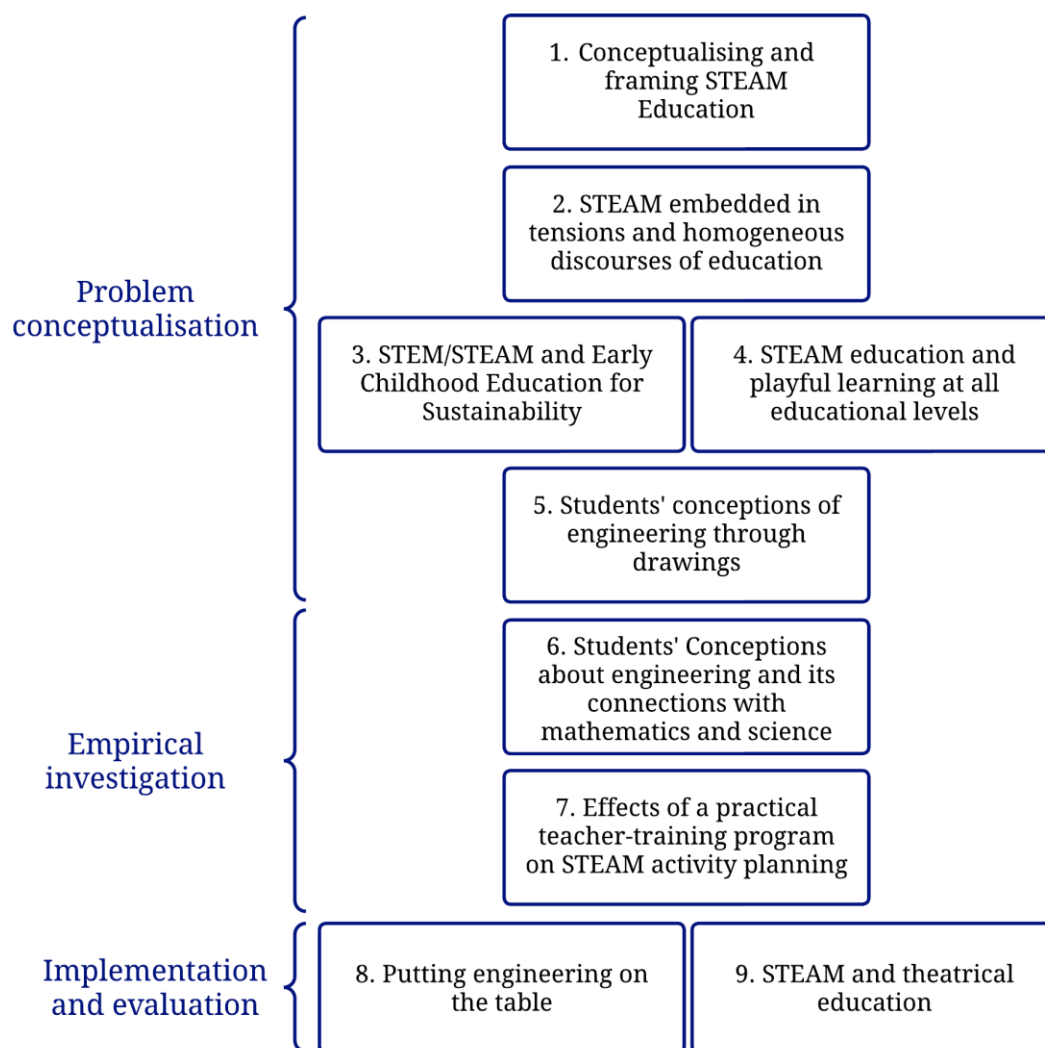 1. Conceptualising and
framing STEAM
Education
2. STEAM embedded in
tensions and homogeneous
discourses of education
Problem
conceptualisation
3. STEM/STEAM and Early
Childhood Education for
Sustainability
4. STEAM education and
playful learning at all
educational levels
5. Students' conceptions of
engineering through
drawings
6. Students' Conceptions
about engineering and its
connections with
mathematics and science
Empirical
investigation
7. Effects of a practical
teacher-training program
on STEAM activity planning
Implementation
and evaluation
8. Putting engineering on
the table
9. STEAM and theatrical
education